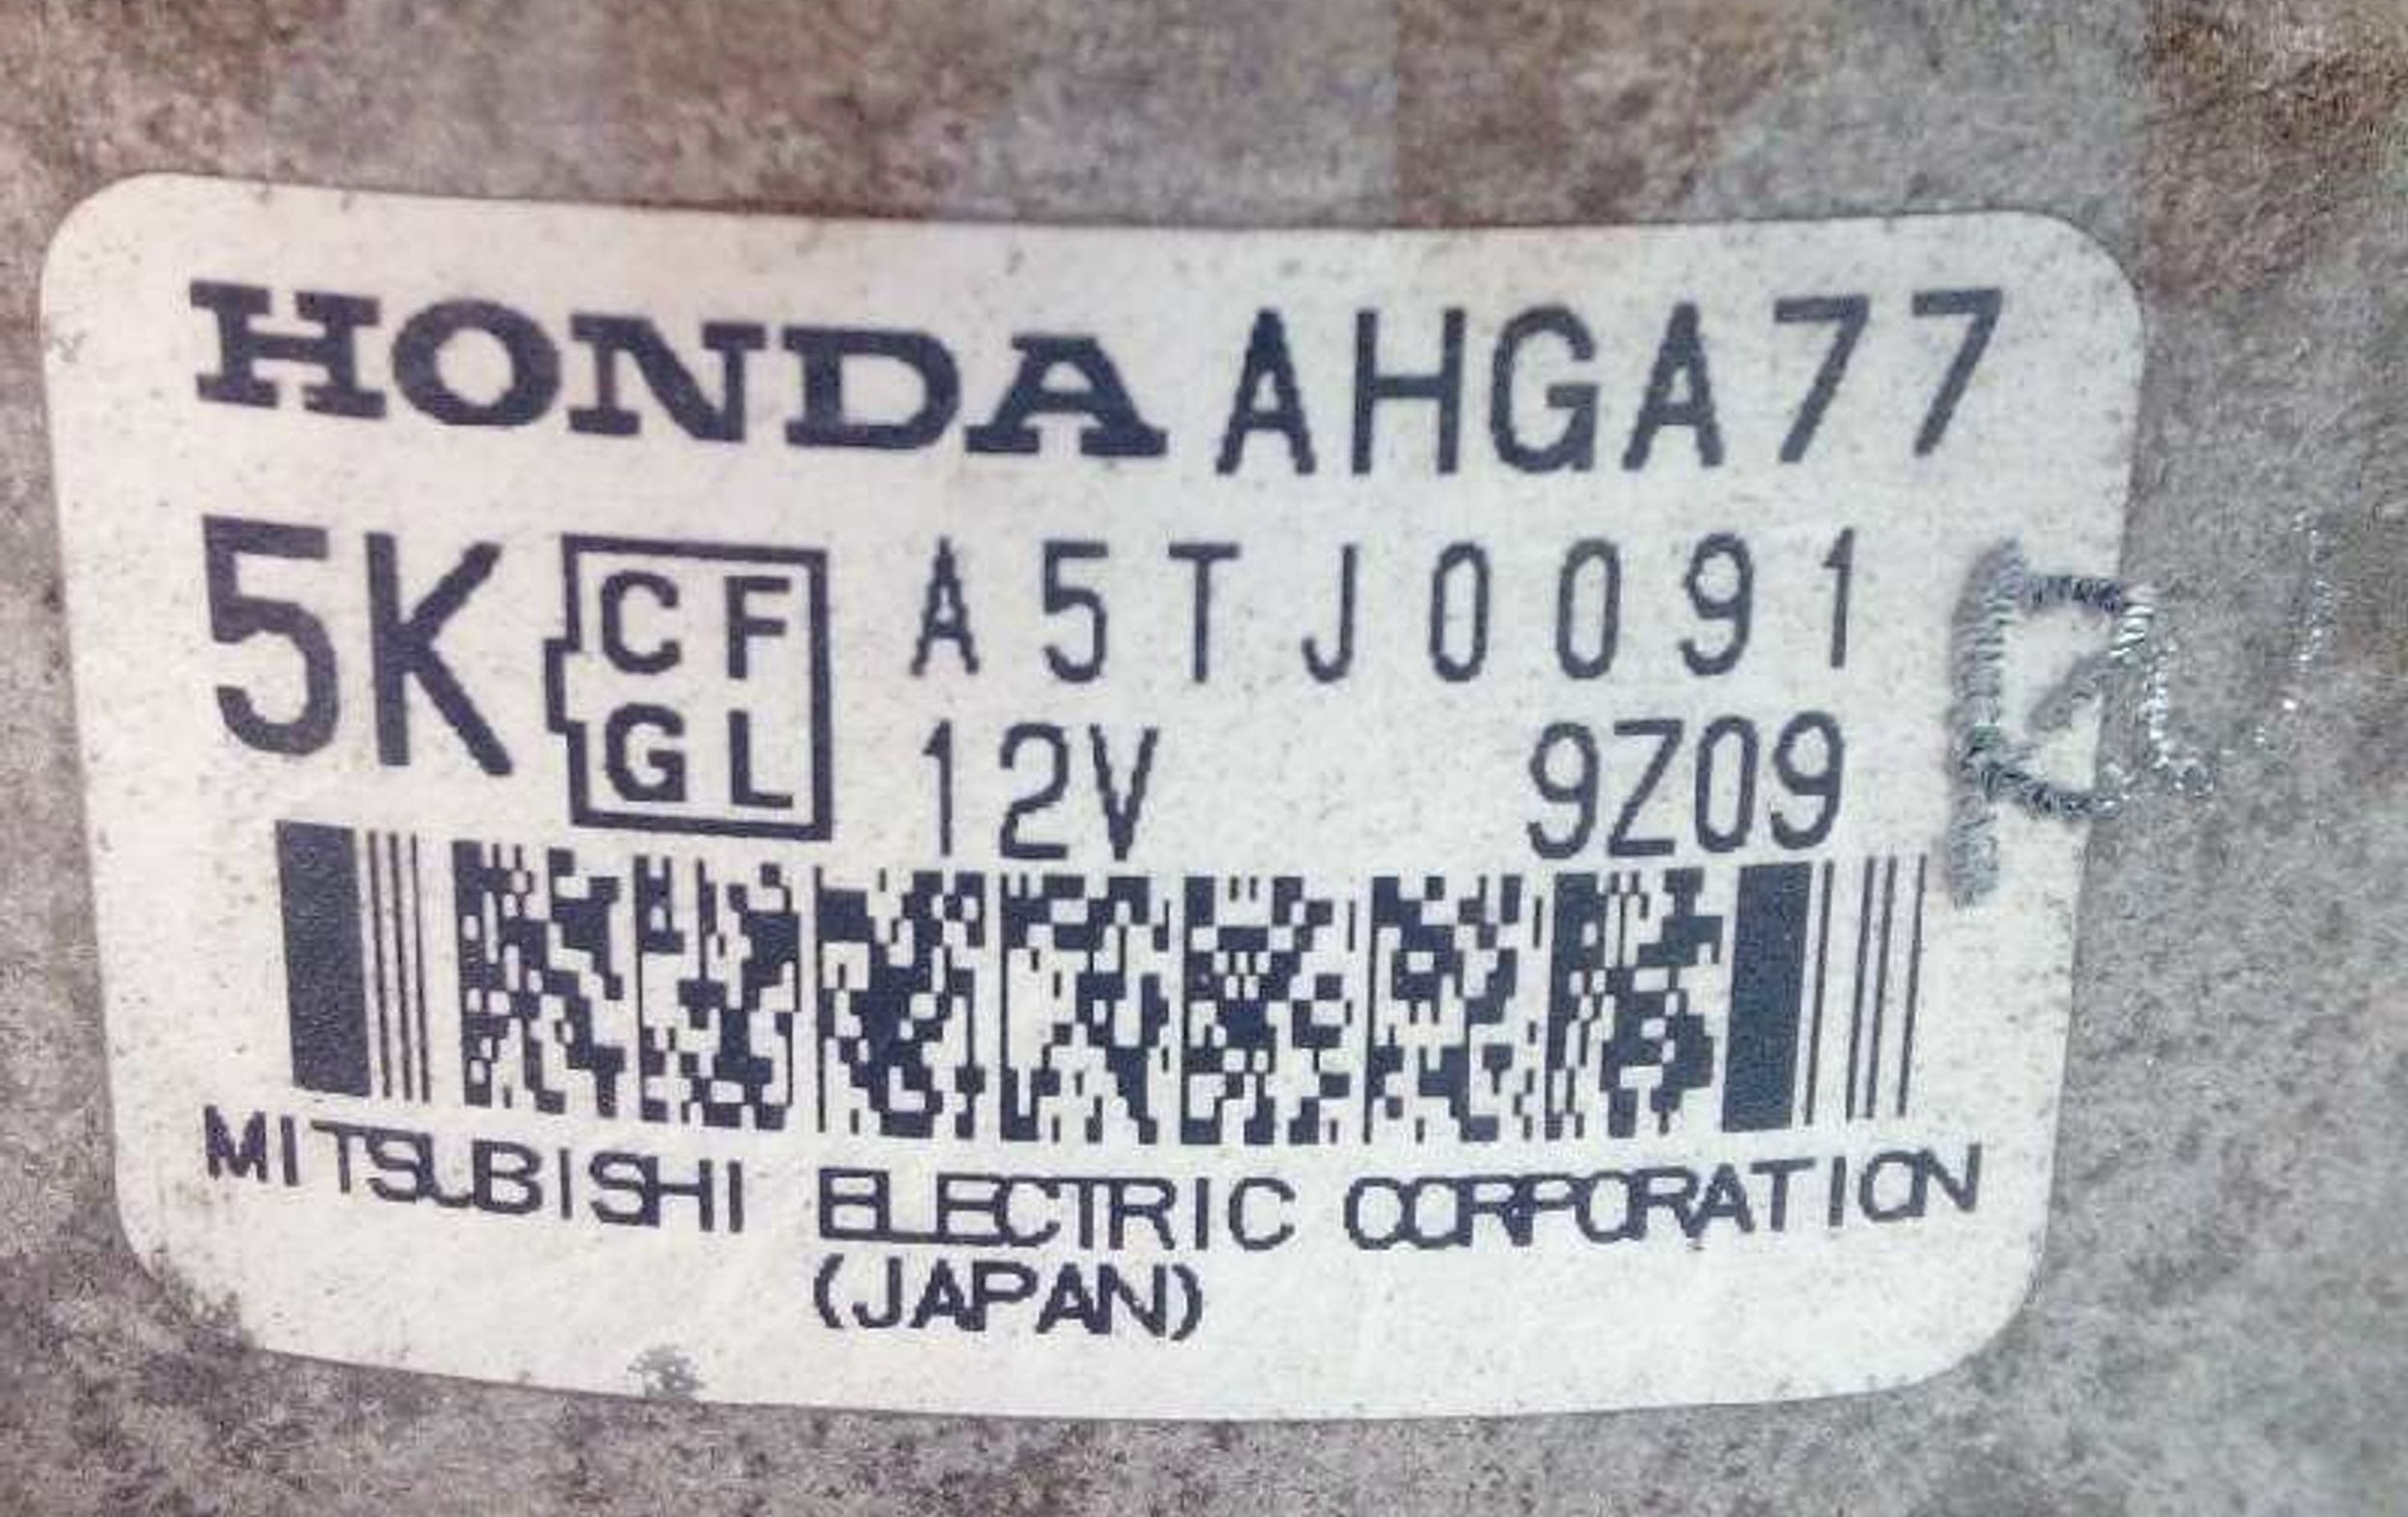 HONDA AHGA77
5K CF GL A5TJ0091
12V 9Z09
MITSUBISHI ELECTRIC CORPORATION
(JAPAN)